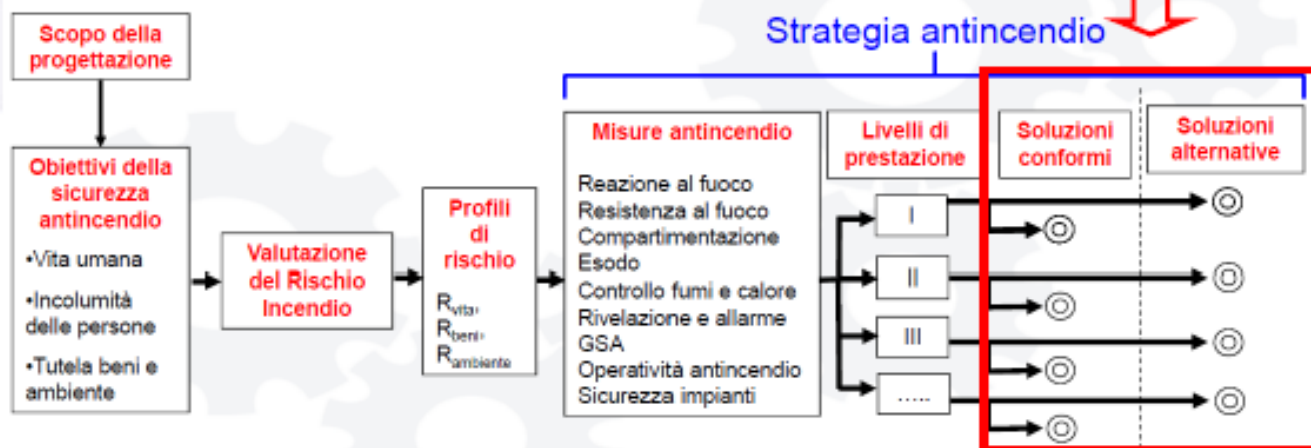 Strategia antincendio
Scopo della
progettazione
Obiettivi della
sicurezza
antincendio
•Vita umana
•Incolumità
delle persone
•Tutela beni e
ambiente
Valutazione
del Rischio
Incendio
Profili
di
rischio
Rvita,
Rbeni,
Rambiente
Misure antincendio
Reazione al fuoco
Resistenza al fuoco
Compartimentazione
Esodo
Controllo fumi e calore
Rivelazione e allarme
GSA
Operatività antincendio
Sicurezza impianti
Livelli di
prestazione
I
II
III
.....
Soluzioni
conformi
Soluzioni
alternative